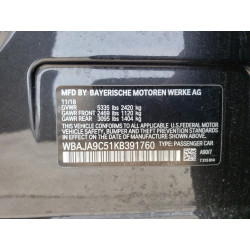 MFD BY: BAYERISCHE MOTOREN WERKE AG
11/18
GVWR 5335 lbs 2420 kg
GAWR FRONT 2469 lbs 1120 kg
GAWR REAR 3095 lbs 1404 kg
THIS VEHICLE CONFORMS TO ALL APPLICABLE U.S. FEDERAL MOTOR
VEHICLE SAFETY, BUMPER, AND THEFT PREVENTION STANDARDS IN
EFFECT ON THE DATE OF MANUFACTURE SHOWN ABOVE.
WBAJA9C51KB391760 TYPE: PASSENGER CAR
A90/7